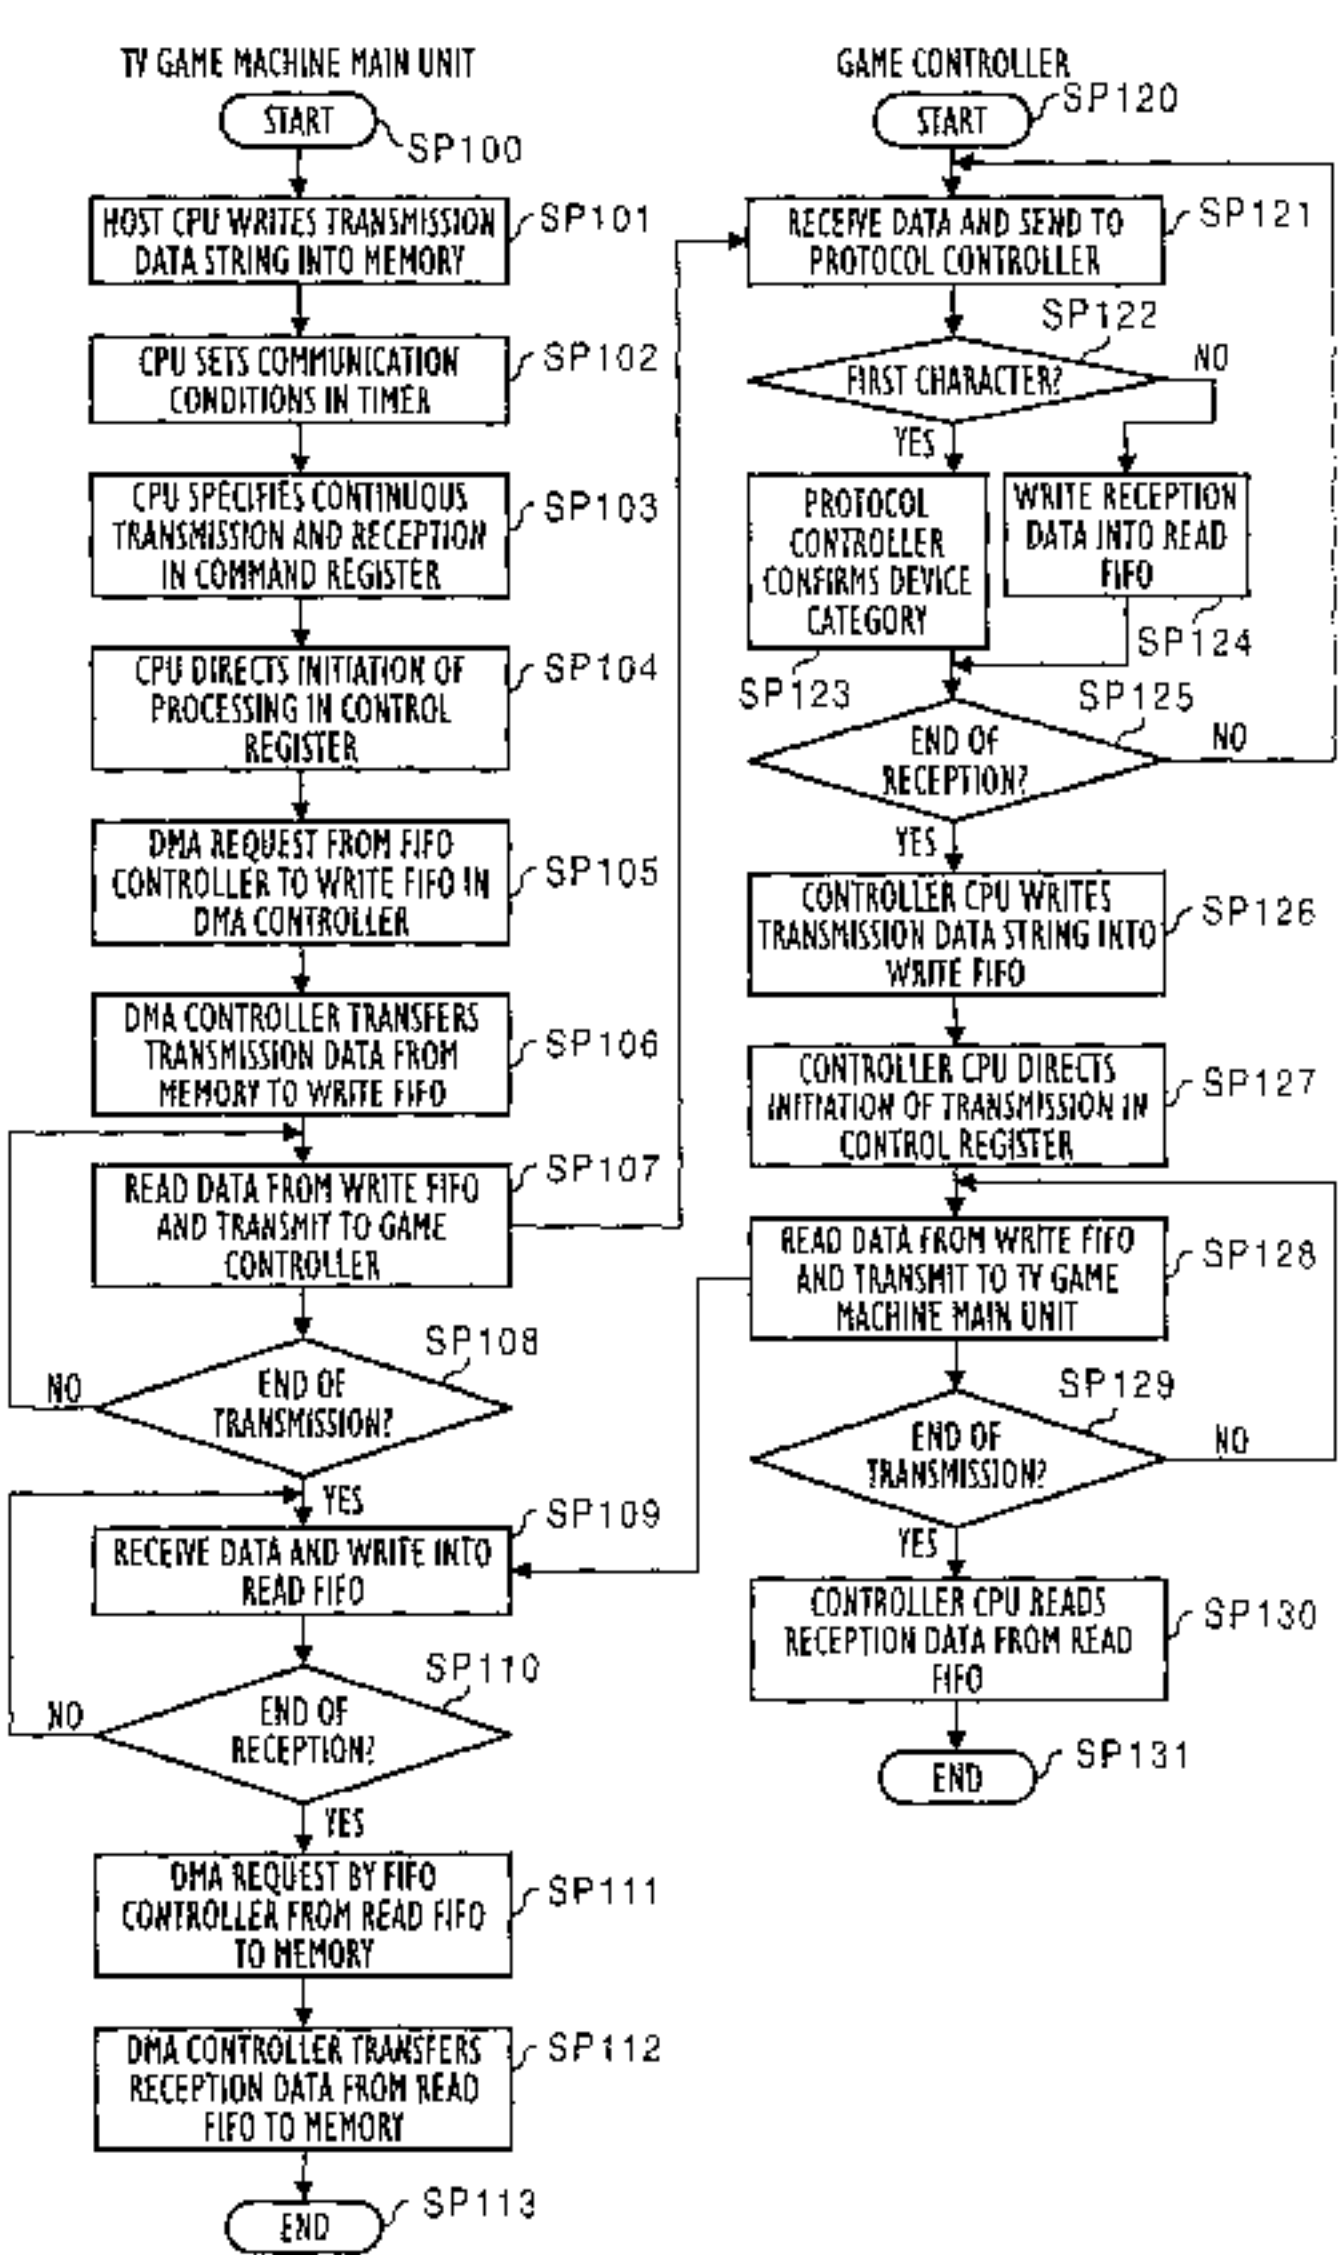 TV GAME MACHINE MAIN UNIT
START
SP100
HOST CPU WRITES TRANSMISSION
DATA STRING INTO MEMORY
SP101
CPU SETS COMMUNICATION
CONDITIONS IN TIMER
SP102
CPU SPECIFIES CONTINUOUS
TRANSMISSION AND RECEPTION
IN COMMAND REGISTER
SP103
CPU DIRECTS INITIATION OF
PROCESSING IN CONTROL
REGISTER
SP104
DMA REQUEST FROM FIFO
CONTROLLER TO WRITE FIFO IN
DMA CONTROLLER
SP105
DMA CONTROLLER TRANSFERS
TRANSMISSION DATA FROM
MEMORY TO WRITE FIFO
SP106
READ DATA FROM WRITE FIFO
AND TRANSMIT TO GAME
CONTROLLER
SP107
END OF
TRANSMISSION?
SP108
NO
YES
RECEIVE DATA AND WRITE INTO
READ FIFO
SP109
END OF
RECEPTION?
SP110
NO
YES
DMA REQUEST BY FIFO
CONTROLLER FROM READ FIFO
TO MEMORY
SP111
DMA CONTROLLER TRANSFERS
RECEPTION DATA FROM READ
FIFO TO MEMORY
SP112
END
SP113
GAME CONTROLLER
START
SP120
RECEIVE DATA AND SEND TO
PROTOCOL CONTROLLER
SP121
FIRST CHARACTER?
SP122
NO
YES
PROTOCOL
CONTROLLER
CONFIRMS DEVICE
CATEGORY
SP123
WRITE RECEPTION
DATA INTO READ
FIFO
SP124
END OF
RECEPTION?
SP125
NO
YES
CONTROLLER CPU WRITES
TRANSMISSION DATA STRING INTO
WRITE FIFO
SP126
CONTROLLER CPU DIRECTS
INITIATION OF TRANSMISSION IN
CONTROL REGISTER
SP127
READ DATA FROM WRITE FIFO
AND TRANSMIT TO TV GAME
MACHINE MAIN UNIT
SP128
END OF
TRANSMISSION?
SP129
NO
YES
CONTROLLER CPU READS
RECEPTION DATA FROM READ
FIFO
SP130
END
SP131